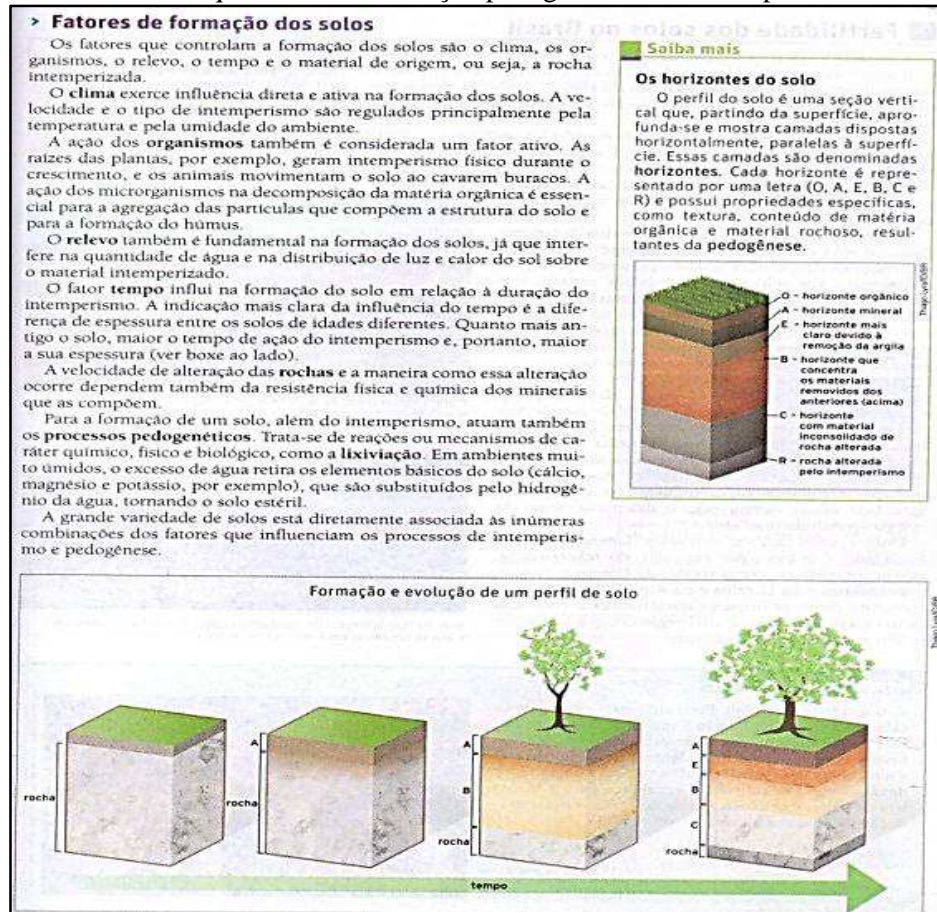 > Fatores de formação dos solos
Os fatores que controlam a formação dos solos são o clima, os or-
ganismos, o relevo, o tempo e o material de origem, ou seja, a rocha
intemperizada.
O clima exerce influência direta e ativa na formação dos solos. A ve-
locidade e o tipo de intemperismo são regulados principalmente pela
temperatura e pela umidade do ambiente.
A ação dos organismos também é considerada um fator ativo. As
raízes das plantas, por exemplo, geram intemperismo físico durante o
crescimento, e os animais movimentam o solo ao cavarem buracos. A
ação dos microrganismos na decomposição da matéria orgânica é essen-
cial para a agregação das partículas que compõem a estrutura do solo e
para a formação do húmus.
O relevo também é fundamental na formação dos solos, já que inter-
fere na quantidade de água e na distribuição de luz e calor do sol sobre
o material intemperizado.
O fator tempo influi na formação do solo em relação à duração do
intemperismo. A indicação mais clara da influência do tempo é a dife-
rença de espessura entre os solos de idades diferentes. Quanto mais an-
tigo o solo, maior o tempo de ação do intemperismo e, portanto, maior
a sua espessura (ver boxe ao lado).
A velocidade de alteração das rochas e a maneira como essa alteração
ocorre dependem também da resistência física e química dos minerais
que as compõem.
Para a formação de um solo, além do intemperismo, atuam também
os processos pedogenéticos. Trata-se de reações ou mecanismos de ca-
ráter químico, físico e biológico, como a lixiviação. Em ambientes mui-
to úmidos, o excesso de água retira os elementos básicos do solo (cálcio,
magnésio e potássio, por exemplo), que são substituídos pelo hidrogê-
nio da água, tornando o solo estéril.
A grande variedade de solos está diretamente associada às inúmeras
combinações dos fatores que influenciam os processos de intemperis-
mo e pedogênese.
Saiba mais
Os horizontes do solo
O perfil do solo é uma seção verti-
cal que, partindo da superfície, apro-
funda-se e mostra camadas dispostas
horizontalmente, paralelas à superfí-
cie. Essas camadas são denominadas
horizontes. Cada horizonte é repre-
sentado por uma letra (O, A, E, B, C e
R) e possui propriedades específicas,
como textura, conteúdo de matéria
orgânica e material rochoso, resul-
tantes da pedogênese.
O - horizonte orgânico
A - horizonte mineral
E - horizonte mais
claro devido à
remoção da argila
B - horizonte que
concentra
os materiais
removidos dos
anteriores (acima)
C - horizonte
com material
inconsolidado de
rocha alterada
R - rocha alterada
pelo intemperismo
Formação e evolução de um perfil de solo
rocha
A
rocha
A
B
rocha
A
E
B
C
rocha
tempo